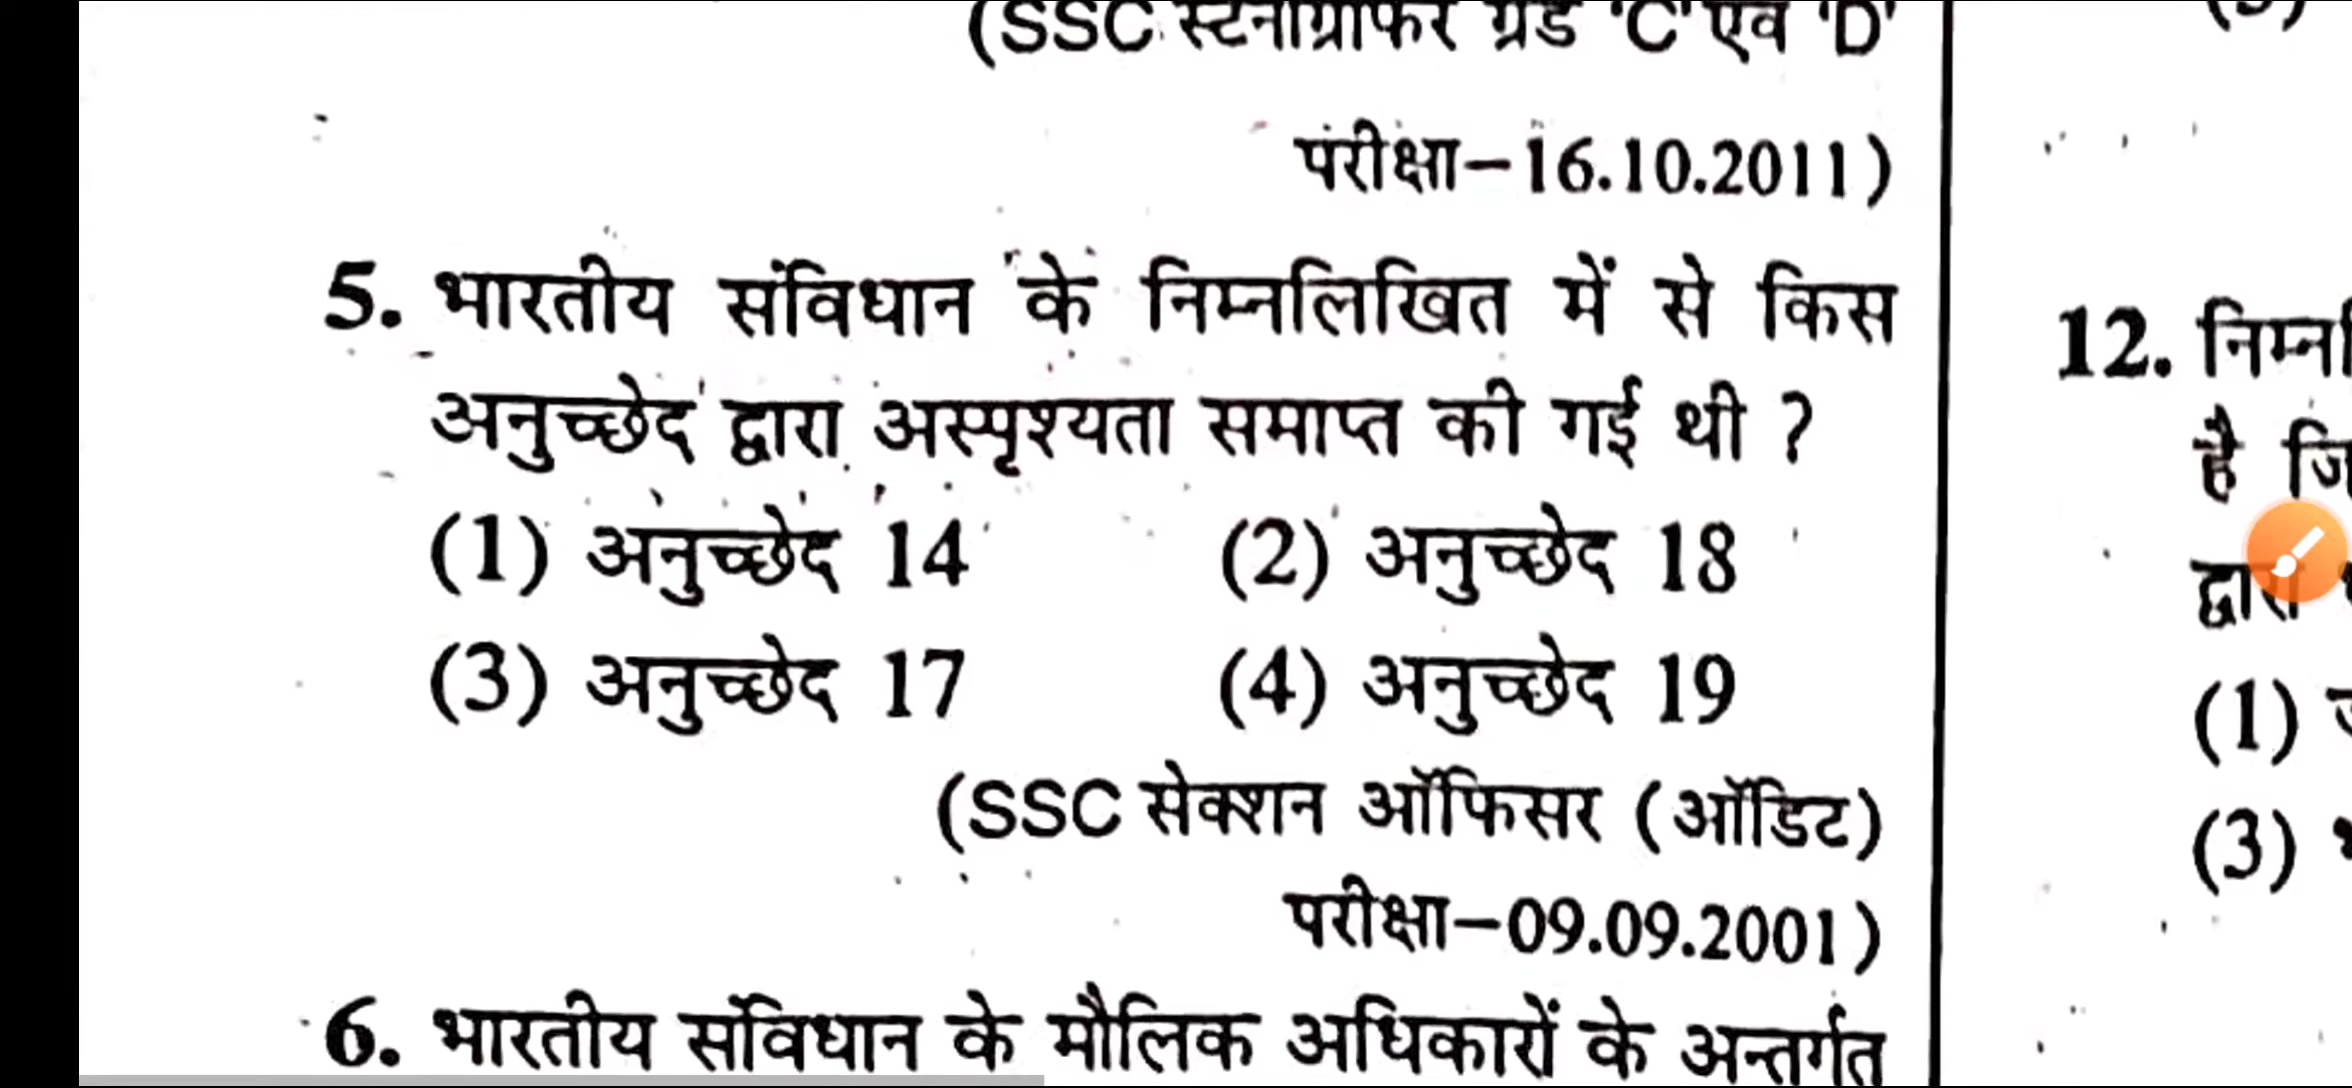 (SSC स्टेनोग्राफर ग्रेड 'C' एवं 'D'
परीक्षा–16.10.2011)
5. भारतीय संविधान के निम्नलिखित में से किस
अनुच्छेद द्वारा अस्पृश्यता समाप्त की गई थी ?
(1) अनुच्छेद 14 (2) अनुच्छेद 18
(3) अनुच्छेद 17 (4) अनुच्छेद 19
(SSC सेक्शन ऑफिसर (ऑडिट)
परीक्षा–09.09.2001)
6. भारतीय संविधान के मौलिक अधिकारों के अन्तर्गत
12.
है
द्वारा
(1)
(3)